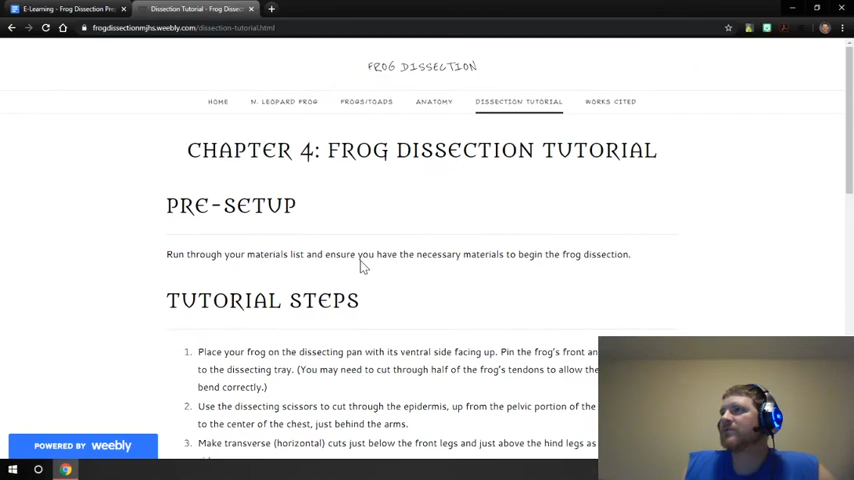 E-Learning - Frog Dissection Pre
Dissection Tutorial - Frog Dissec
frogdissectionmjhs.weebly.com/dissection-tutorial.html
FROG DISSECTION
HOME
N. LEOPARD FROG
FROGS/TOADS
ANATOMY
DISSECTION TUTORIAL
WORKS CITED
CHAPTER 4: FROG DISSECTION TUTORIAL
PRE-SETUP
Run through your materials list and ensure you have the necessary materials to begin the frog dissection.
TUTORIAL STEPS
1. Place your frog on the dissecting pan with its ventral side facing up. Pin the frog's front an
to the dissecting tray. (You may need to cut through half of the frog's tendons to allow the
bend correctly.)
2. Use the dissecting scissors to cut through the epidermis, up from the pelvic portion of the
to the center of the chest, just behind the arms.
3. Make transverse (horizontal) cuts just below the front legs and just above the hind legs as
POWERED BY weebly